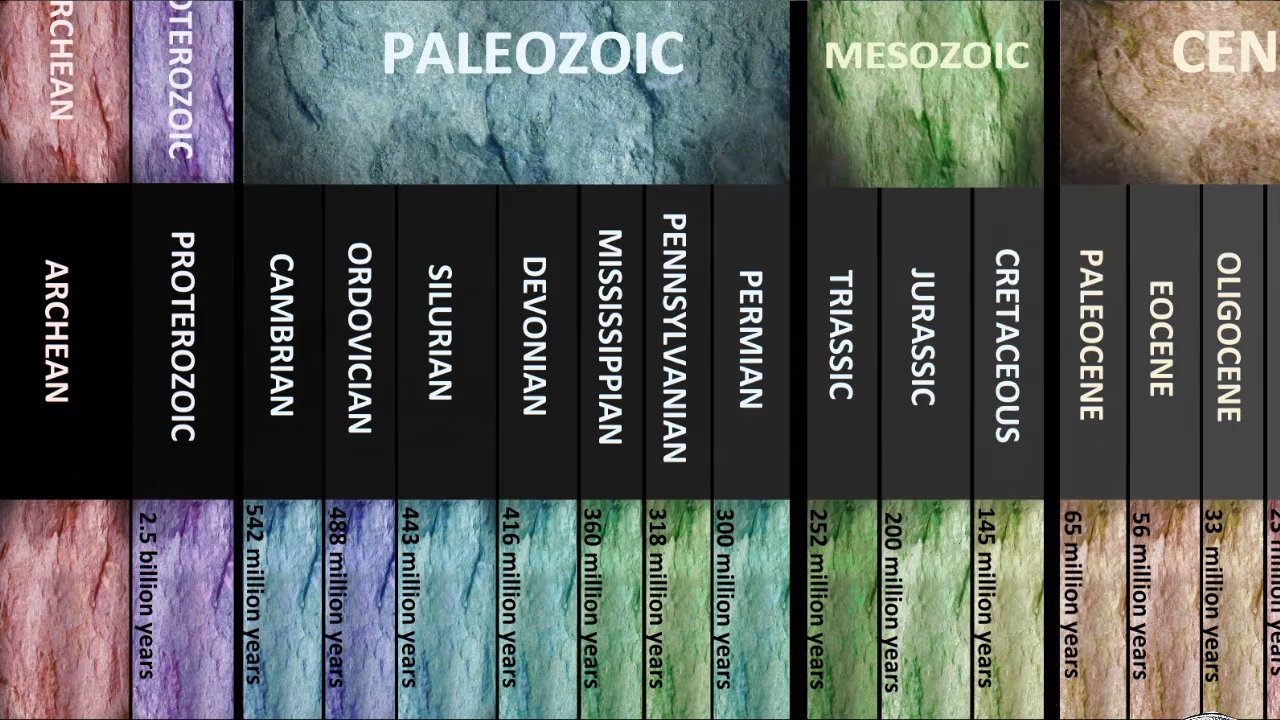 RCHEAN
OTEROZOIC
PALEOZOIC
MESOZOIC
CEN
ARCHEAN
PROTEROZOIC
CAMBRIAN
ORDOVICIAN
SILURIAN
DEVONIAN
MISSISSIPPIAN
PENNSYLVANIAN
PERMIAN
TRIASSIC
JURASSIC
CRETACEOUS
PALEOCENE
EOCENE
OLIGOCENE
2.5 billion years
542 million years
488 million years
443 million years
416 million years
360 million years
318 million years
300 million years
252 million years
200 million years
145 million years
65 million years
56 million years
33 million years